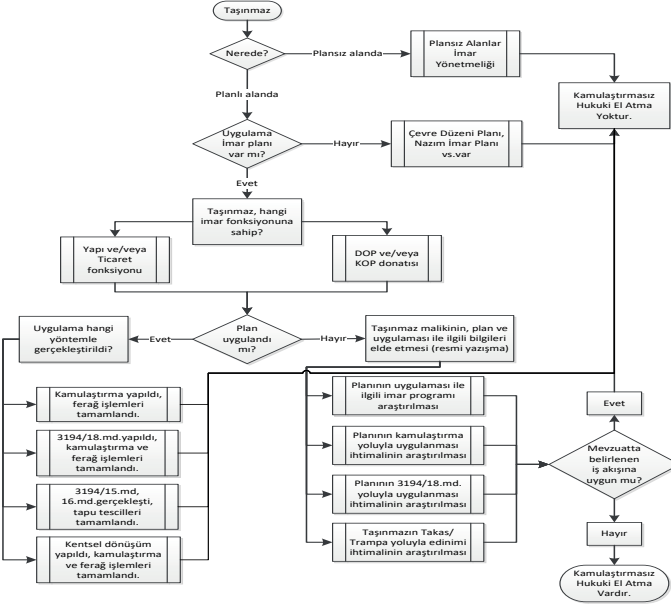 Taşınmaz
Nerede?
Plansız alanda
Plansız Alanlar
İmar
Yönetmeliği
Kamulaştırmasız
Hukuki El Atma
Yoktur.
Planlı alanda
Uygulama
İmar planı
var mı?
Hayır
Çevre Düzeni Planı,
Nazım İmar Planı
vs.var
Evet
Taşınmaz, hangi
imar fonksiyonuna
sahip?
Yapı ve/veya
Ticaret
fonksiyonu
DOP ve/veya
KOP donatısı
Uygulama hangi
yöntemle
gerçekleştirildi?
Evet
Plan
uygulandı
mı?
Hayır
Taşınmaz malikinin, plan ve
uygulaması ile ilgili bilgileri
elde etmesi (resmi yazışma)
Kamulaştırma yapıldı,
ferağ işlemleri
tamamlandı.
3194/18.md.yapıldı,
kamulaştırma ve
ferağ işlemleri
tamamlandı.
3194/15.md,
16.md.gerçekleşti,
tapu tescilleri
tamamlandı.
Kentsel dönüşüm
yapıldı, kamulaştırma
ve ferağ işlemleri
tamamlandı.
Planının uygulaması ile
ilgili imar programı
araştırılması
Planının kamulaştırma
yoluyla uygulanması
ihtimalinin araştırılması
Planının 3194/18.md.
yoluyla uygulanması
ihtimalinin araştırılması
Taşınmazın Takas/
Trampa yoluyla edinimi
ihtimalinin araştırılması
Evet
Mevzuatta
belirlenen
iş akışına
uygun mu?
Hayır
Kamulaştırmasız
Hukuki El Atma
Vardır.